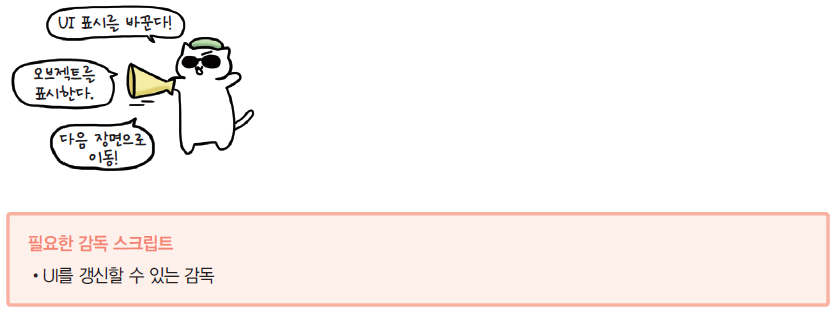 UI 표시를 바꾼다!
오브젝트를
표시한다.
다음 장면으로
이동!
필요한 감독 스크립트
• UI를 갱신할 수 있는 감독